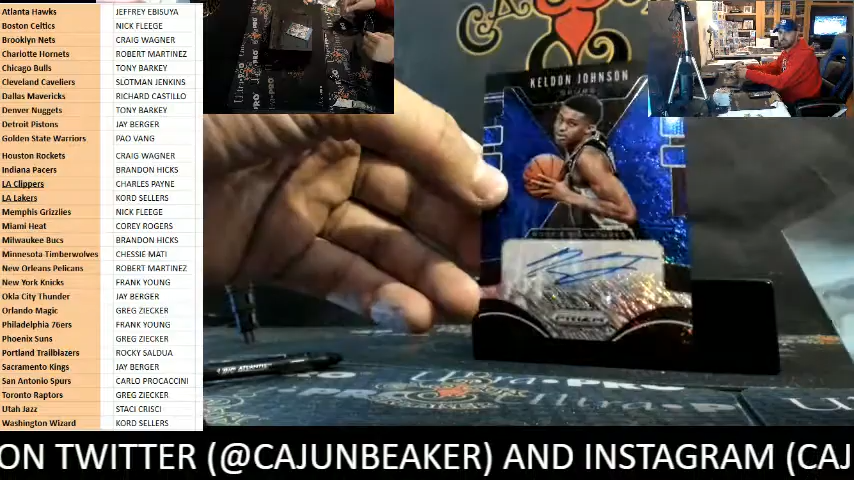 Atlanta Hawks JEFFREY EBISUYA
Boston Celtics NICK FLEEGE
Brooklyn Nets CRAIG WAGNER
Charlotte Hornets ROBERT MARTINEZ
Chicago Bulls TONY BARKEY
Cleveland Cavaliers SLOTMAN JENKINS
Dallas Mavericks RICHARD CASTILLO
Denver Nuggets TONY BARKEY
Detroit Pistons JAY BERGER
Golden State Warriors PAO VANG
Houston Rockets CRAIG WAGNER
Indiana Pacers BRANDON HICKS
LA Clippers CHARLES PAYNE
LA Lakers KORD SELLERS
Memphis Grizzlies NICK FLEEGE
Miami Heat COREY ROGERS
Milwaukee Bucs BRANDON HICKS
Minnesota Timberwolves CHESSIE MATI
New Orleans Pelicans ROBERT MARTINEZ
New York Knicks FRANK YOUNG
Okla City Thunder JAY BERGER
Orlando Magic GREG ZIECKER
Philadelphia 76ers FRANK YOUNG
Phoenix Suns GREG ZIECKER
Portland Trailblazers ROCKY SALDUA
Sacramento Kings JAY BERGER
San Antonio Spurs CARLO PROCACCINI
Toronto Raptors GREG ZIECKER
Utah Jazz STACI CRISCI
Washington Wizard KORD SELLERS
KELDON JOHNSON
SPURS
ROOKIE SIGNATURES
PRIZM
Ultra PRO
ON TWITTER (@CAJUNBEAKER) AND INSTAGRAM (CAJ